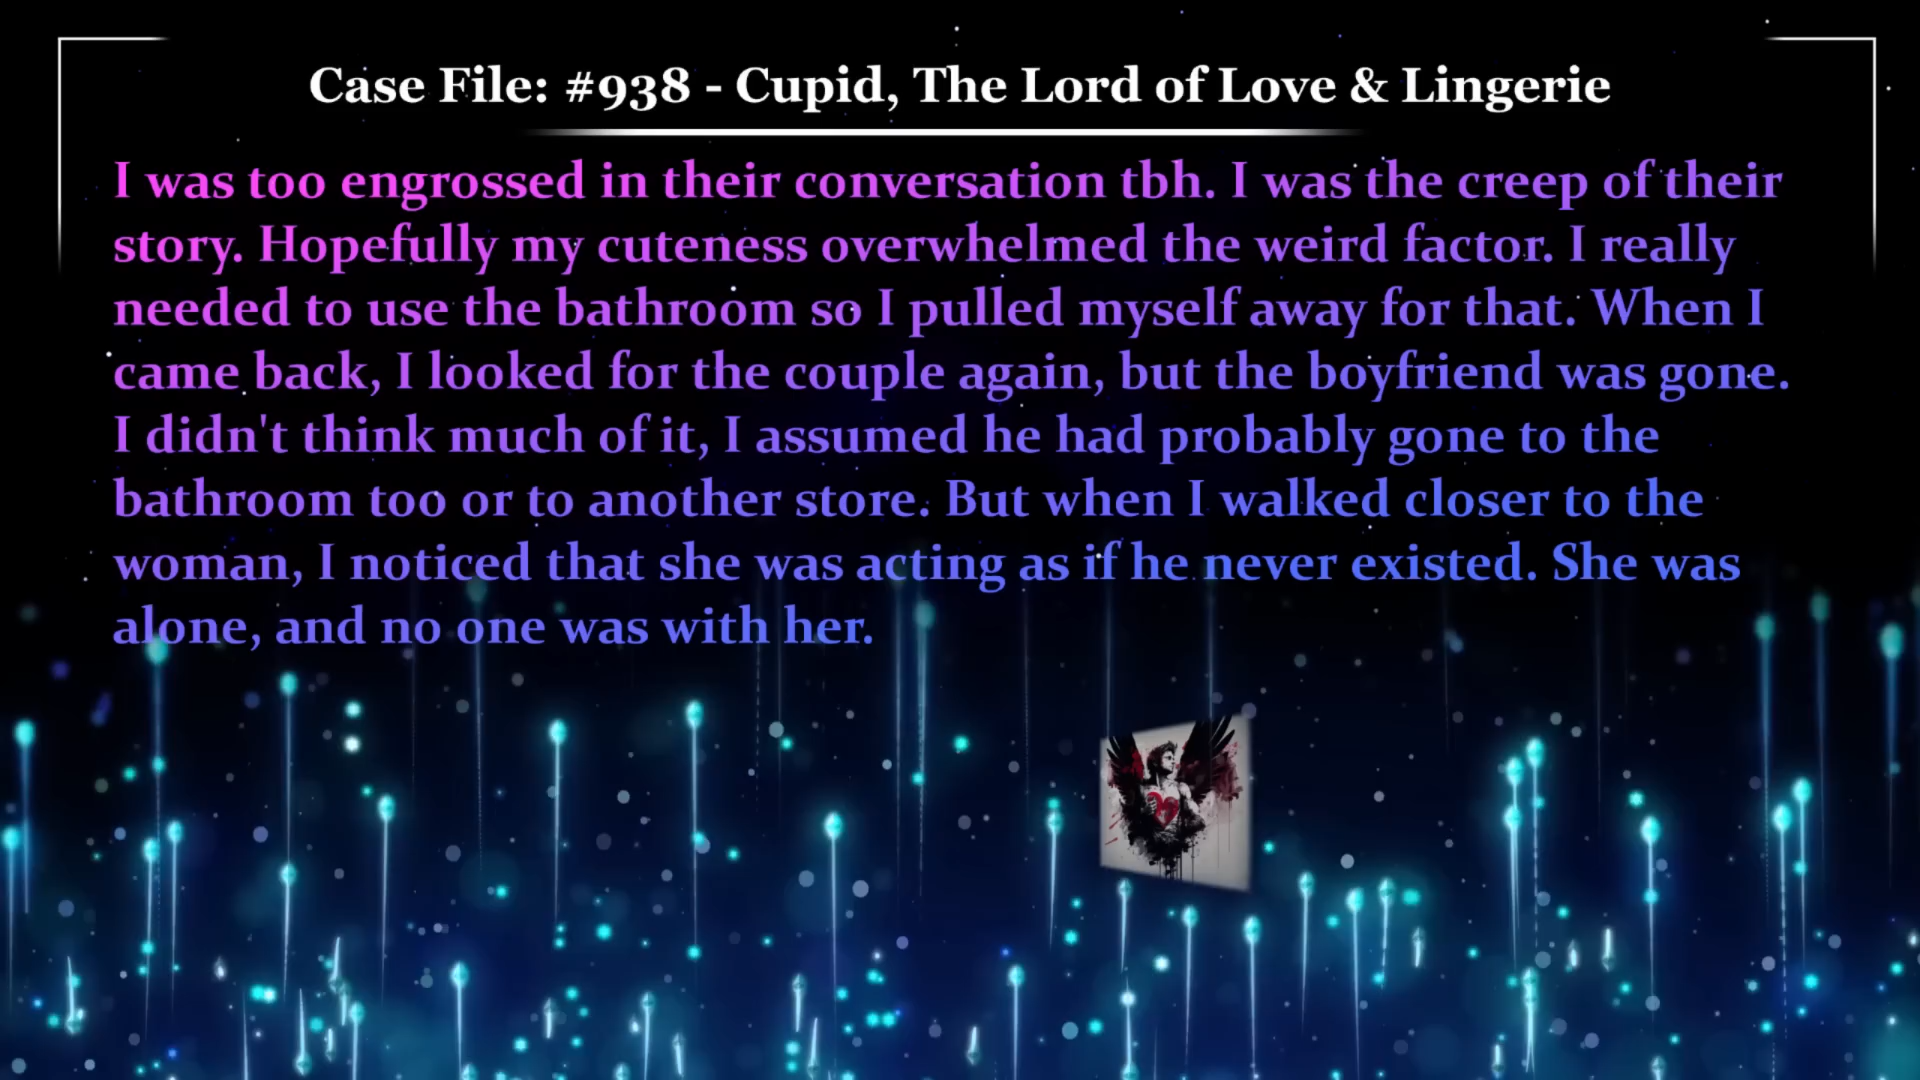 Case File: #938 - Cupid, The Lord of Love & Lingerie
I was too engrossed in their conversation tbh. I was the creep of their
story. Hopefully my cuteness overwhelmed the weird factor. I really
needed to use the bathroom so I pulled myself away for that. When I
came back, I looked for the couple again, but the boyfriend was gone.
I didn't think much of it, I assumed he had probably gone to the
bathroom too or to another store. But when I walked closer to the
woman, I noticed that she was acting as if he never existed. She was
alone, and no one was with her.